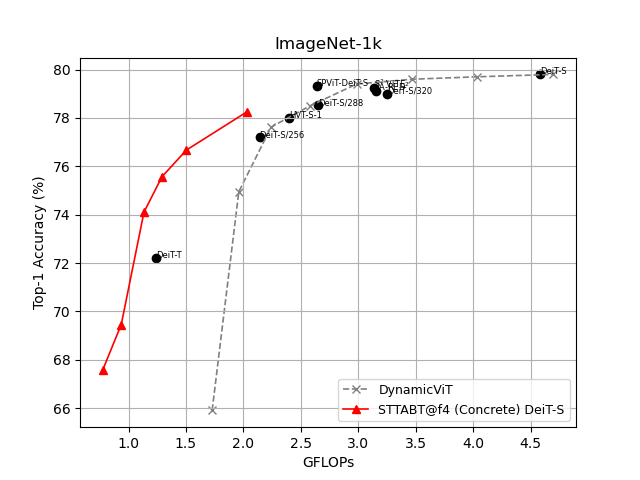 ImageNet-1k
80
78
76
74
72
70
68
66
Top-1 Accuracy (%)
DeiT-S
SPViT-DeiT-S
DeiT-S/320
DeiT-S/288
HVT-S-1
DeiT-S/256
DeiT-T
DynamicViT
STTABT@f4 (Concrete) DeiT-S
1.0 1.5 2.0 2.5 3.0 3.5 4.0 4.5
GFLOPs